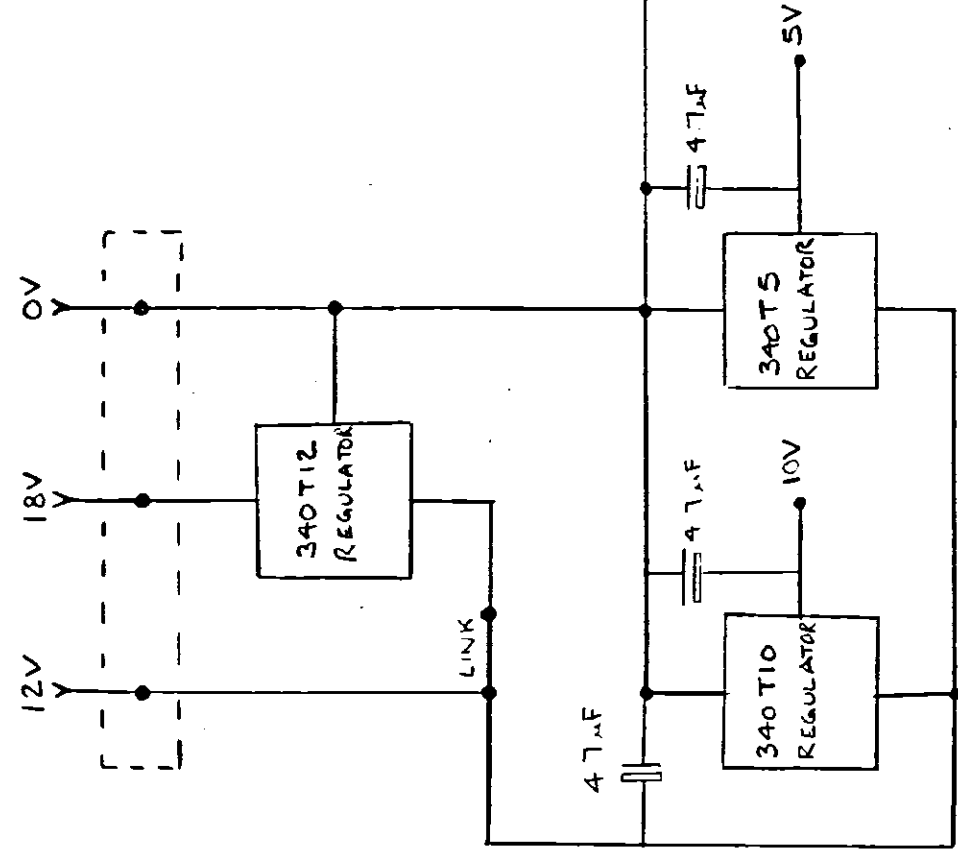 12V
18V
0V
340T12
REGULATOR
LINK
4 7µF
4 7µF
4.7µF
340T10
REGULATOR
10V
340T5
REGULATOR
5V